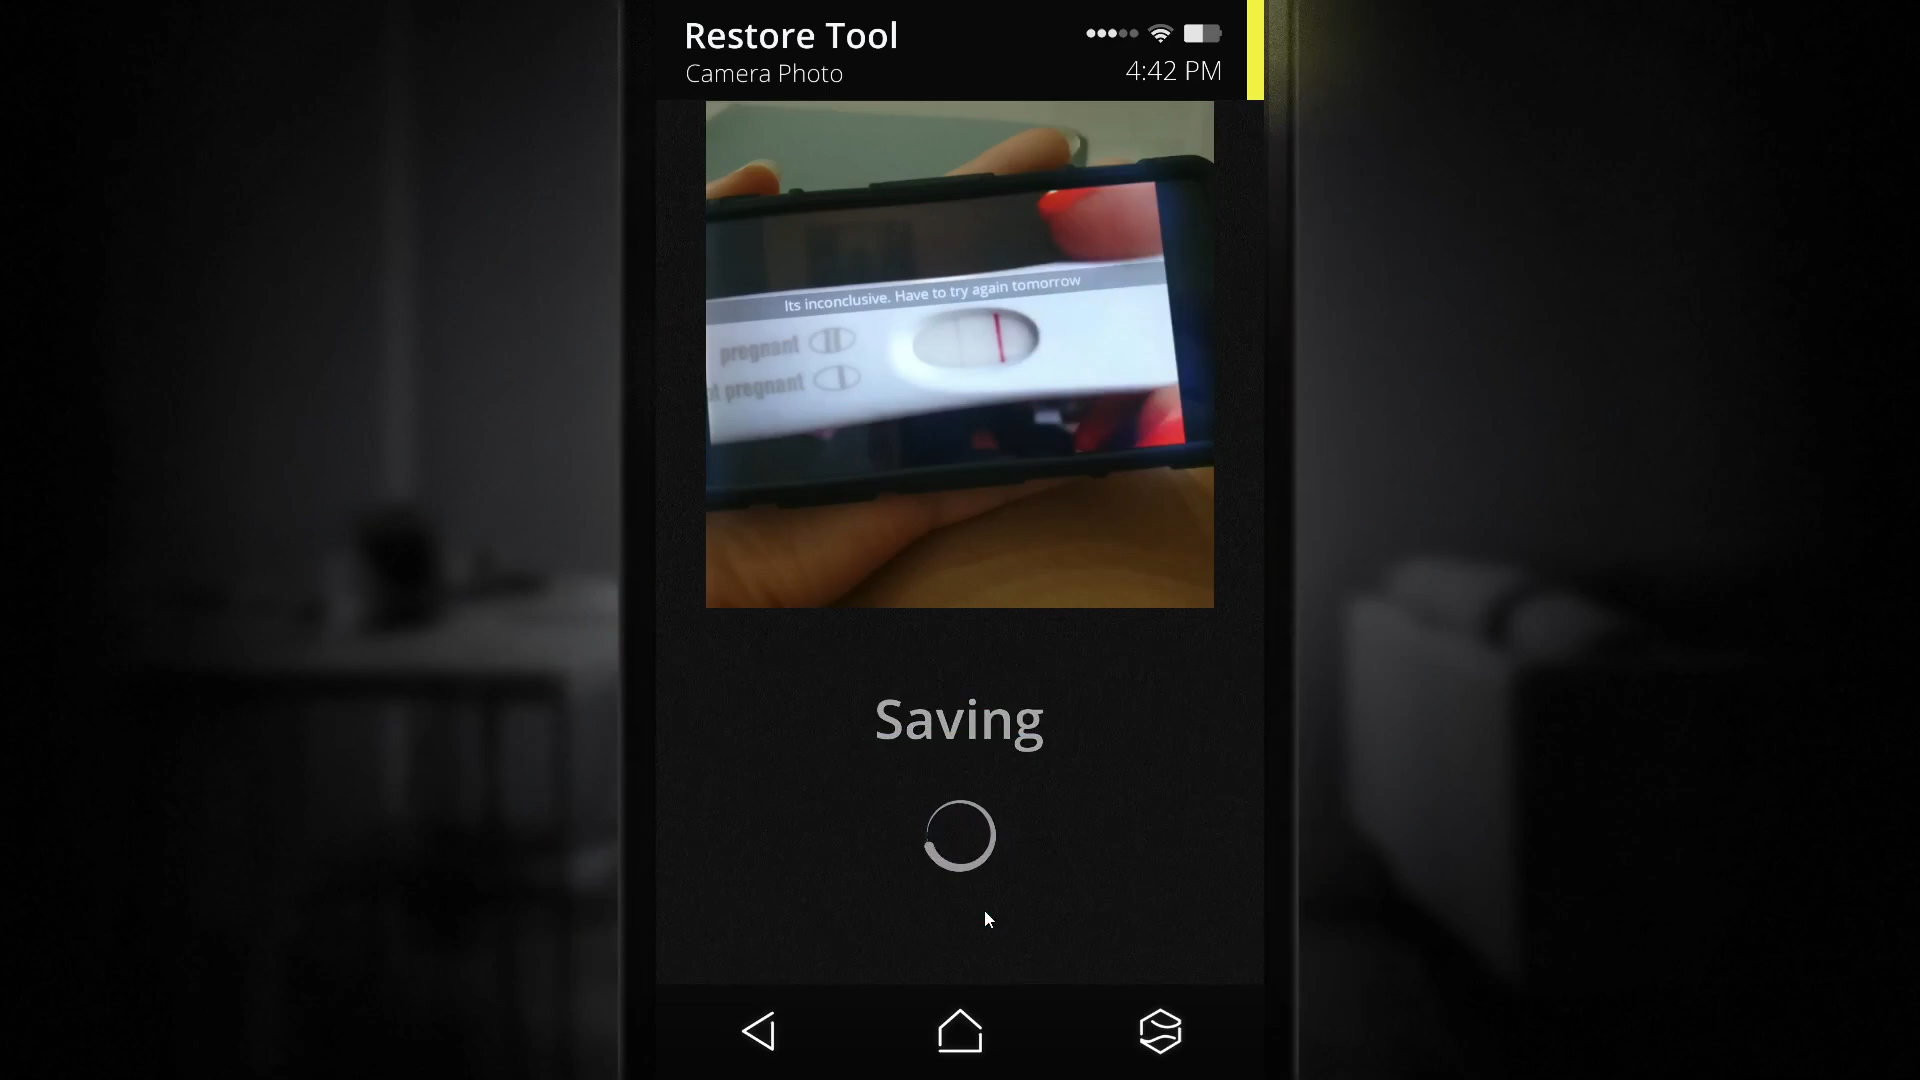 Restore Tool
Camera Photo
4:42 PM
Its inconclusive. Have to try again tomorrow
pregnant
pregnant
Saving